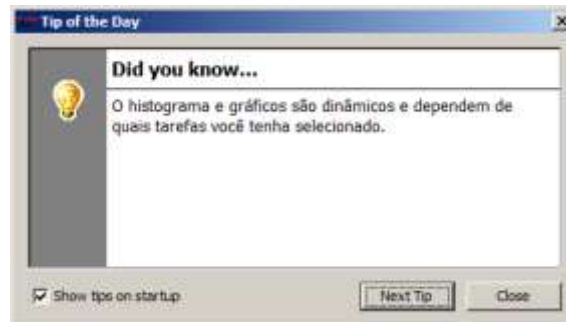 Tip of the Day
Did you know...
O histograma e gráficos são dinâmicos e dependem de
quais tarefas você tenha selecionado.
Show tips on startup
Next Tip
Close